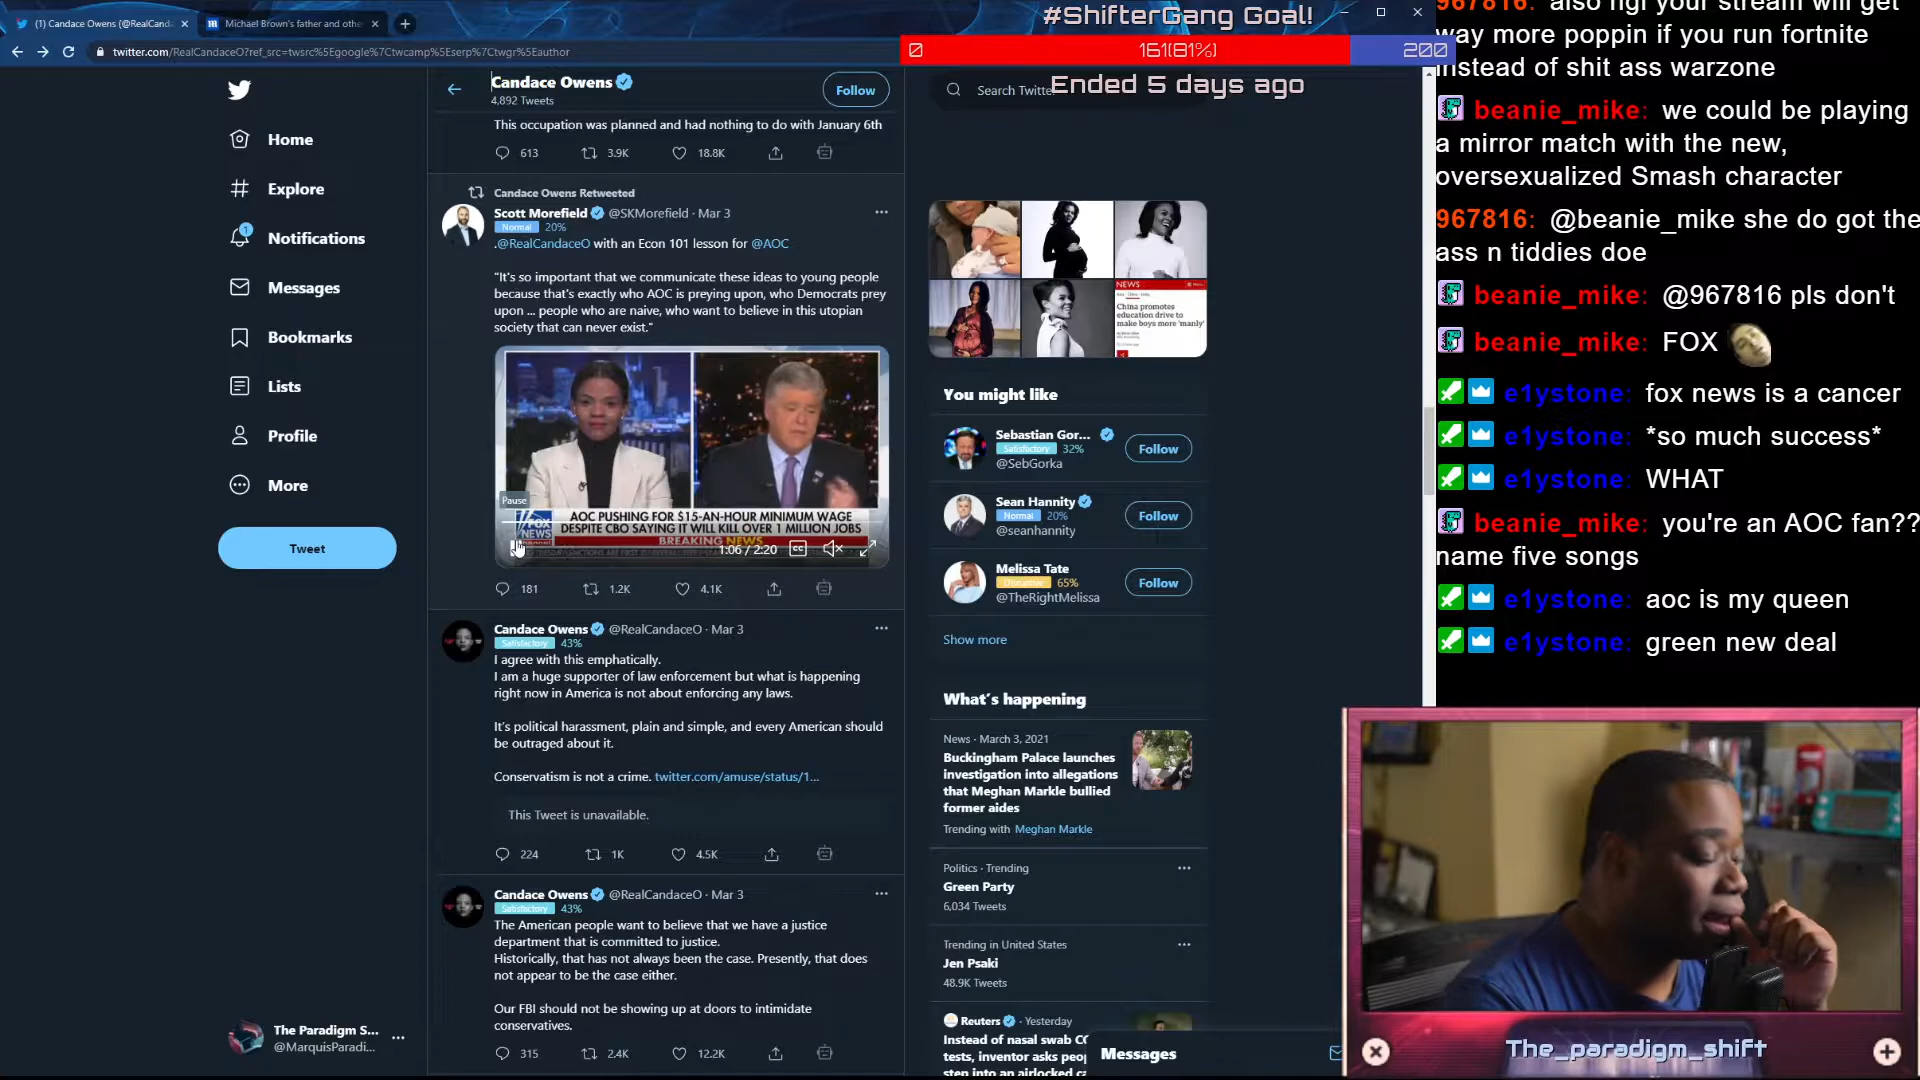 (1) Candace Owens (@RealCand
Michael Brown's father and othe
twitter.com/RealCandaceO?ref_src=twsrc%5Egoogle%7Ctwcamp%5Eserp%7Ctwgr%5Eauthor
#ShifterGang Goal!
0
161(81%)
200
Ended 5 days ago
Home
Explore
1
Notifications
Messages
Bookmarks
Lists
Profile
More
Tweet
The Paradigm S...
@MarquisParadi...
Candace Owens
4,892 Tweets
Follow
This occupation was planned and had nothing to do with January 6th
613
3.9K
18.8K
Candace Owens Retweeted
Scott Morefield @SKMorefield · Mar 3
Normal 20%
.@RealCandaceO with an Econ 101 lesson for @AOC
"It's so important that we communicate these ideas to young people
because that's exactly who AOC is preying upon, who Democrats prey
upon ... people who are naive, who want to believe in this utopian
society that can never exist."
Pause
FOX
NEWS
channel
AOC PUSHING FOR $15-AN-HOUR MINIMUM WAGE
DESPITE CBO SAYING IT WILL KILL OVER 1 MILLION JOBS
BREAKING NEWS
1:06 / 2:20
CC
181
1.2K
4.1K
Candace Owens @RealCandaceO · Mar 3
Satisfactory 43%
I agree with this emphatically.
I am a huge supporter of law enforcement but what is happening
right now in America is not about enforcing any laws.
It's political harassment, plain and simple, and every American should
be outraged about it.
Conservatism is not a crime. twitter.com/amuse/status/1...
This Tweet is unavailable.
224
1K
4.5K
Candace Owens @RealCandaceO · Mar 3
Satisfactory 43%
The American people want to believe that we have a justice
department that is committed to justice.
Historically, that has not always been the case. Presently, that does
not appear to be the case either.
Our FBI should not be showing up at doors to intimidate
conservatives.
315
2.4K
12.2K
Search Twitte
NEWS
China promotes
education drive to
make boys more 'manly'
You might like
Sebastian Gor...
Satisfactory 32%
@SebGorka
Follow
Sean Hannity
Normal 20%
@seanhannity
Follow
Melissa Tate
Disruptive 65%
@TheRightMelissa
Follow
Show more
What's happening
News · March 3, 2021
Buckingham Palace launches
investigation into allegations
that Meghan Markle bullied
former aides
Trending with Meghan Markle
Politics · Trending
Green Party
6,034 Tweets
Trending in United States
Jen Psaki
48.9K Tweets
Reuters · Yesterday
Instead of nasal swab CO
tests, inventor asks peop
step into an airlocked ca
Messages
967816: also ngl your stream will get
way more poppin if you run fortnite
instead of shit ass warzone
beanie_mike: we could be playing
a mirror match with the new,
oversexualized Smash character
967816: @beanie_mike she do got the
ass n tiddies doe
beanie_mike: @967816 pls don't
beanie_mike: FOX
e1ystone: fox news is a cancer
e1ystone: *so much success*
e1ystone: WHAT
beanie_mike: you're an AOC fan??
name five songs
e1ystone: aoc is my queen
e1ystone: green new deal
The_paradigm_shift